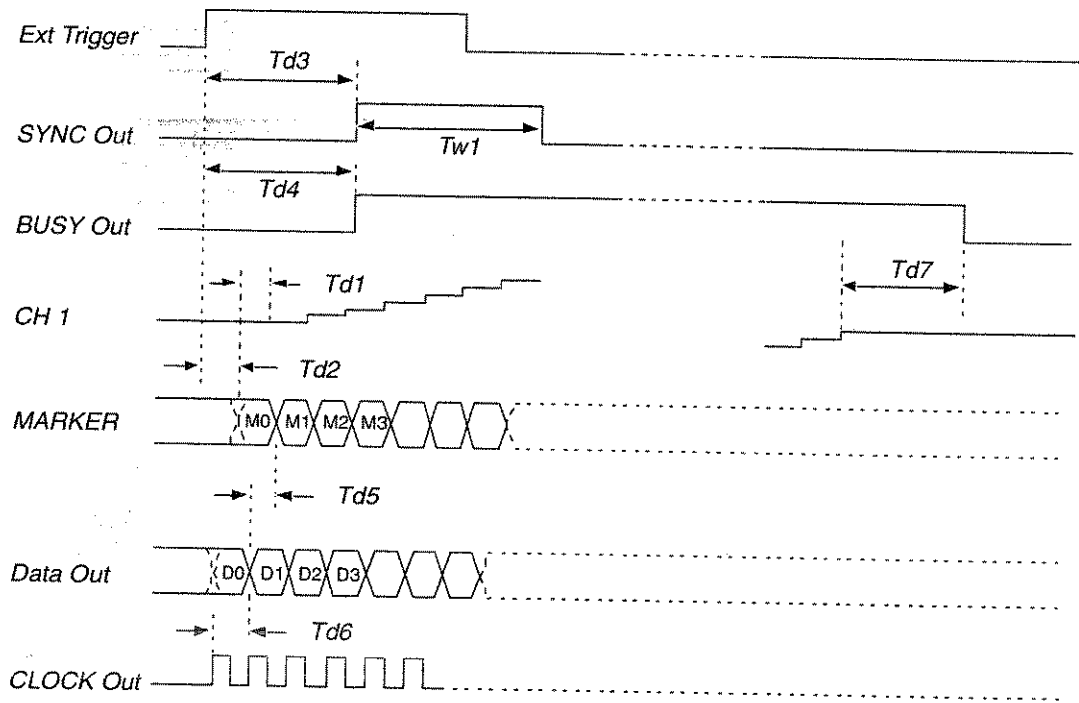 Ext Trigger
Td3
SYNC Out
Tw1
Td4
BUSY Out
Td7
Td1
CH 1
Td2
MARKER
M0 M1 M2 M3
Td5
Data Out
D0 D1 D2 D3
Td6
CLOCK Out